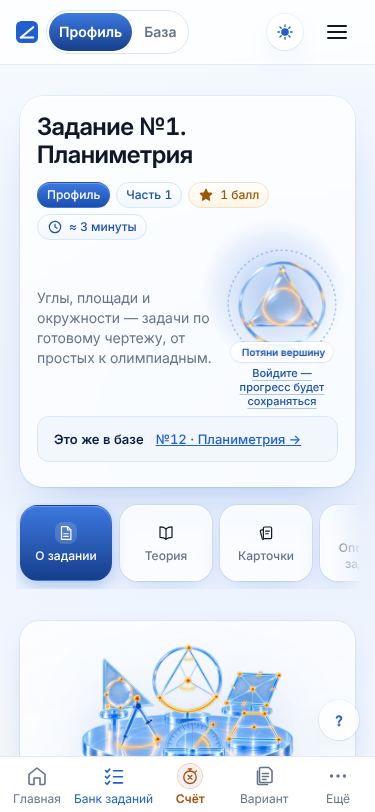 Профиль База
Задание №1.
Планиметрия
Профиль Часть 1 1 балл
≈ 3 минуты
Углы, площади и
окружности — задачи по
готовому чертежу, от
простых к олимпиадным.
Потяни вершину
Войдите —
прогресс будет
сохраняться
Это же в базе №12 · Планиметрия →
О задании Теория Карточки
?
Главная Банк заданий Счёт Вариант Ещё